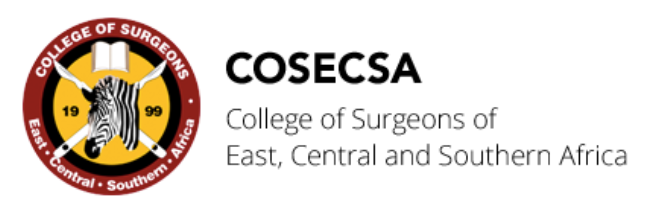 COLLEGE OF SURGEONS
19 99
East • Central • Southern • Africa •
COSECSA
College of Surgeons of
East, Central and Southern Africa